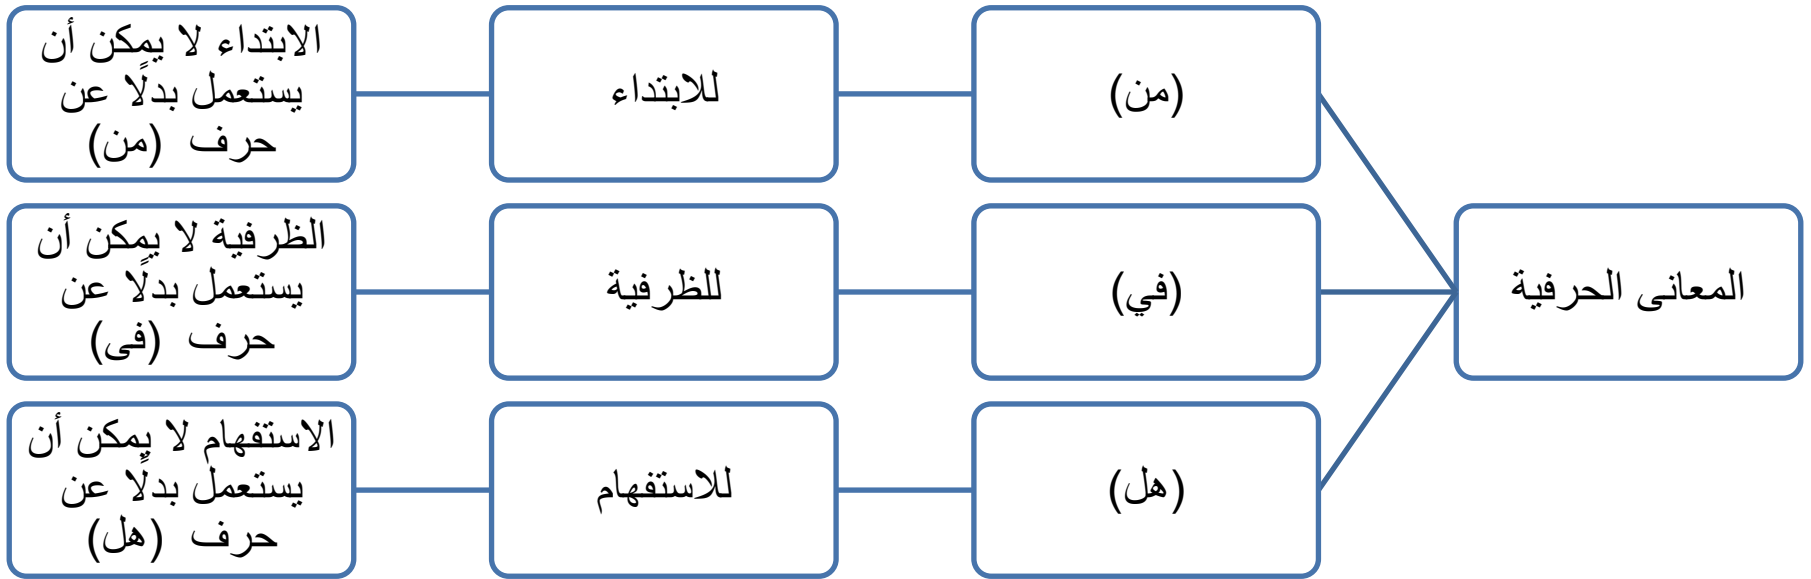 المعانى الحرفية
(من)
للابتداء
الابتداء لا يمكن أن
يستعمل بدلًا عن
حرف (من)
(في)
للظرفية
الظرفية لا يمكن أن
يستعمل بدلًا عن
حرف (فى)
(هل)
للاستفهام
الاستفهام لا يمكن أن
يستعمل بدلًا عن
حرف (هل)